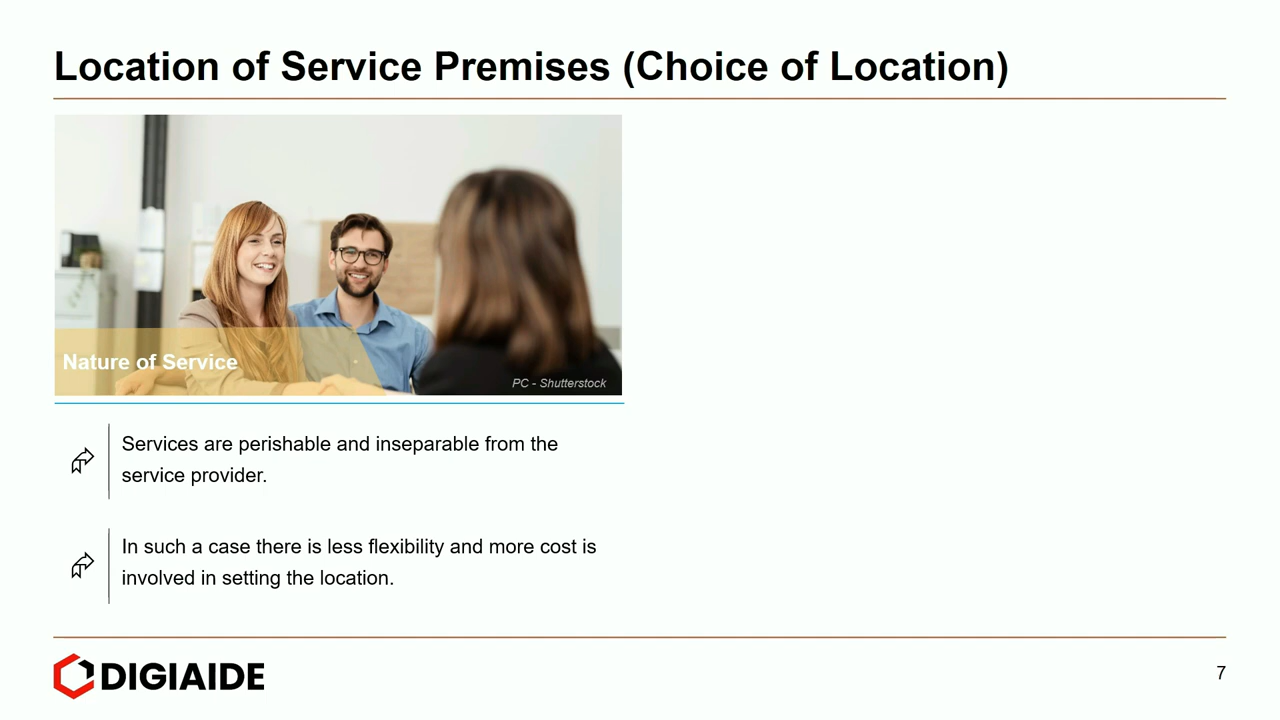 Location of Service Premises (Choice of Location)
Nature of Service
PC - Shutterstock
Services are perishable and inseparable from the
service provider.
In such a case there is less flexibility and more cost is
involved in setting the location.
DIGIAIDE
7